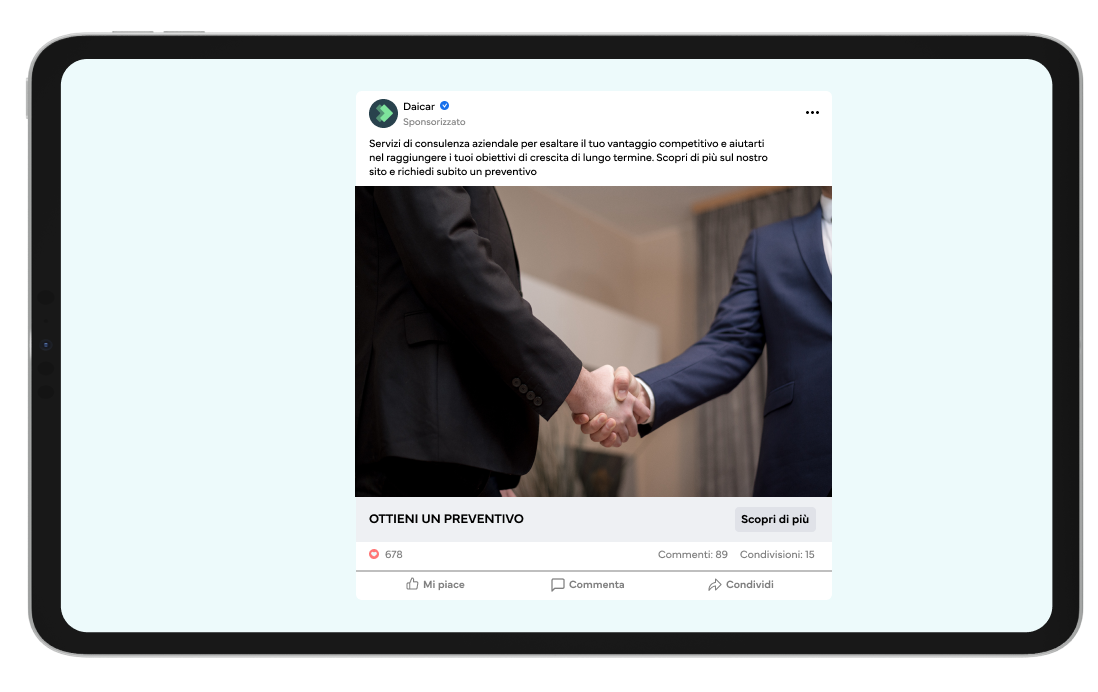 Daicar
Sponsorizzato
Servizi di consulenza aziendale per esaltare il tuo vantaggio competitivo e aiutarti
nel raggiungere i tuoi obiettivi di crescita di lungo termine. Scopri di più sul nostro
sito e richiedi subito un preventivo
OTTIENI UN PREVENTIVO
Scopri di più
678
Commenti: 89 Condivisioni: 15
Mi piace
Commenta
Condividi